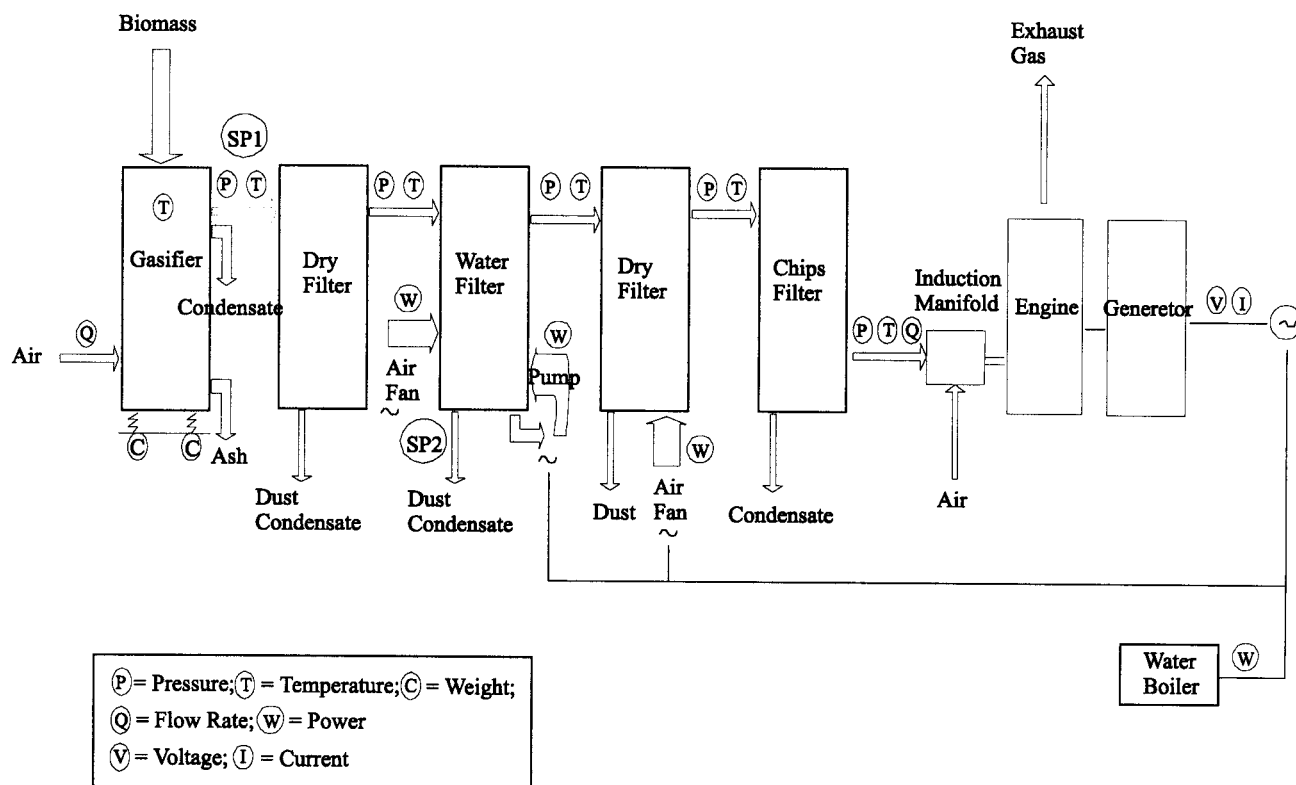 Biomass
Exhaust
Gas
SP1
P T
P T
P T
P T
T
Gasifier
Dry
Filter
Water
Filter
Dry
Filter
Chips
Filter
Induction
Manifold
Engine
Generetor
V I
~
Condensate
W
W
Q
P T Q
Air
Air
Fan
~
Pump
C C
Ash
SP2
~
W
Dust
Condensate
Dust
Condensate
Dust
Air
Fan
~
Condensate
Air
Water
Boiler
W
P = Pressure; T = Temperature; C = Weight;
Q = Flow Rate; W = Power
V = Voltage; I = Current